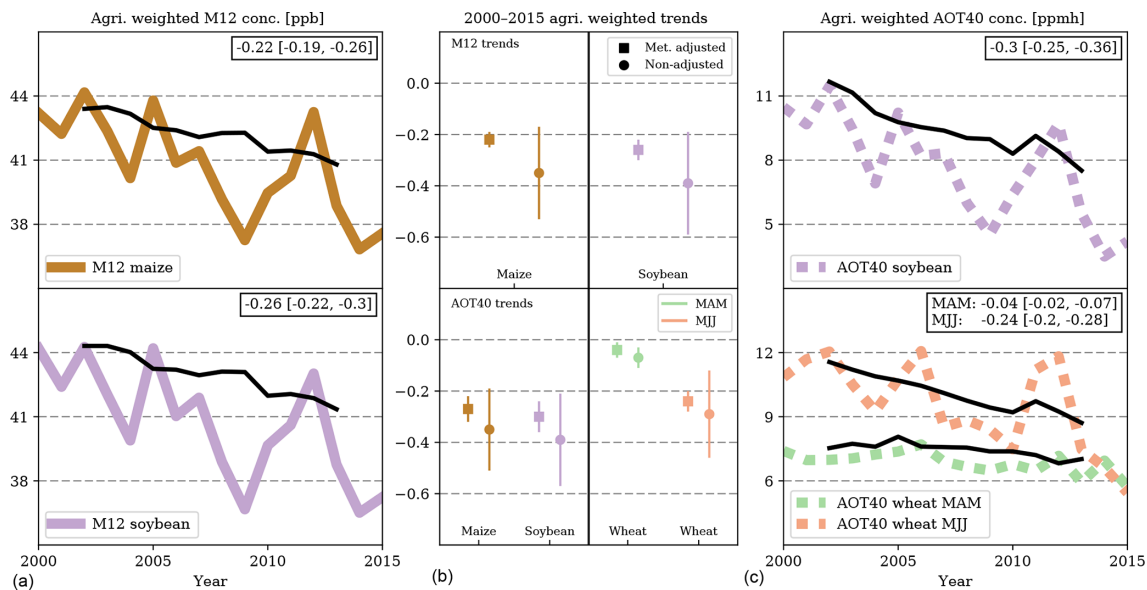 Agri. weighted M12 conc. [ppb]
-0.22 [-0.19, -0.26]
44
41
38
M12 maize
-0.26 [-0.22, -0.3]
44
41
38
M12 soybean
2000
2005
2010
2015
Year
(a)
2000–2015 agri. weighted trends
M12 trends
Met. adjusted
Non-adjusted
0.0
−0.2
−0.4
−0.6
Maize
Soybean
AOT40 trends
MAM
MJJ
0.0
−0.2
−0.4
−0.6
Maize
Soybean
Wheat
Wheat
(b)
Agri. weighted AOT40 conc. [ppmh]
-0.3 [-0.25, -0.36]
11
8
5
AOT40 soybean
MAM: -0.04 [-0.02, -0.07]
MJJ: -0.24 [-0.2, -0.28]
12
9
6
AOT40 wheat MAM
AOT40 wheat MJJ
2000
2005
2010
2015
Year
(c)